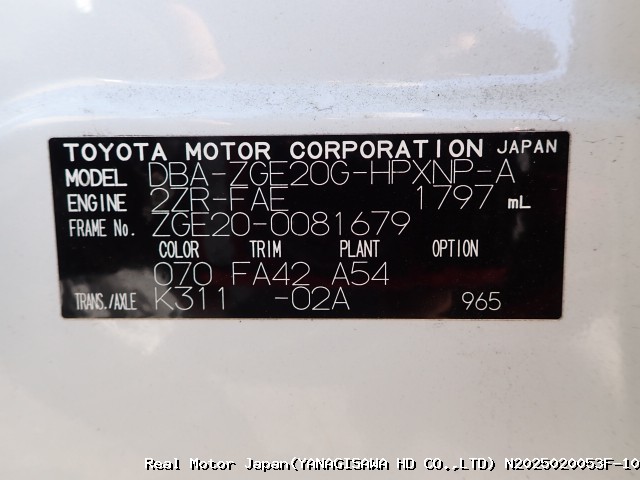 TOYOTA MOTOR CORPORATION JAPAN
MODEL DBA-ZGE20G-HPXNP-A
ENGINE 2ZR-FAE 1797 mL
FRAME No. ZGE20-0081679
COLOR TRIM PLANT OPTION
070 FA42 A54
TRANS./AXLE K311 -02A 965
Real Motor Japan(YANAGISAWA HD CO.,LTD) N2025020053F-10